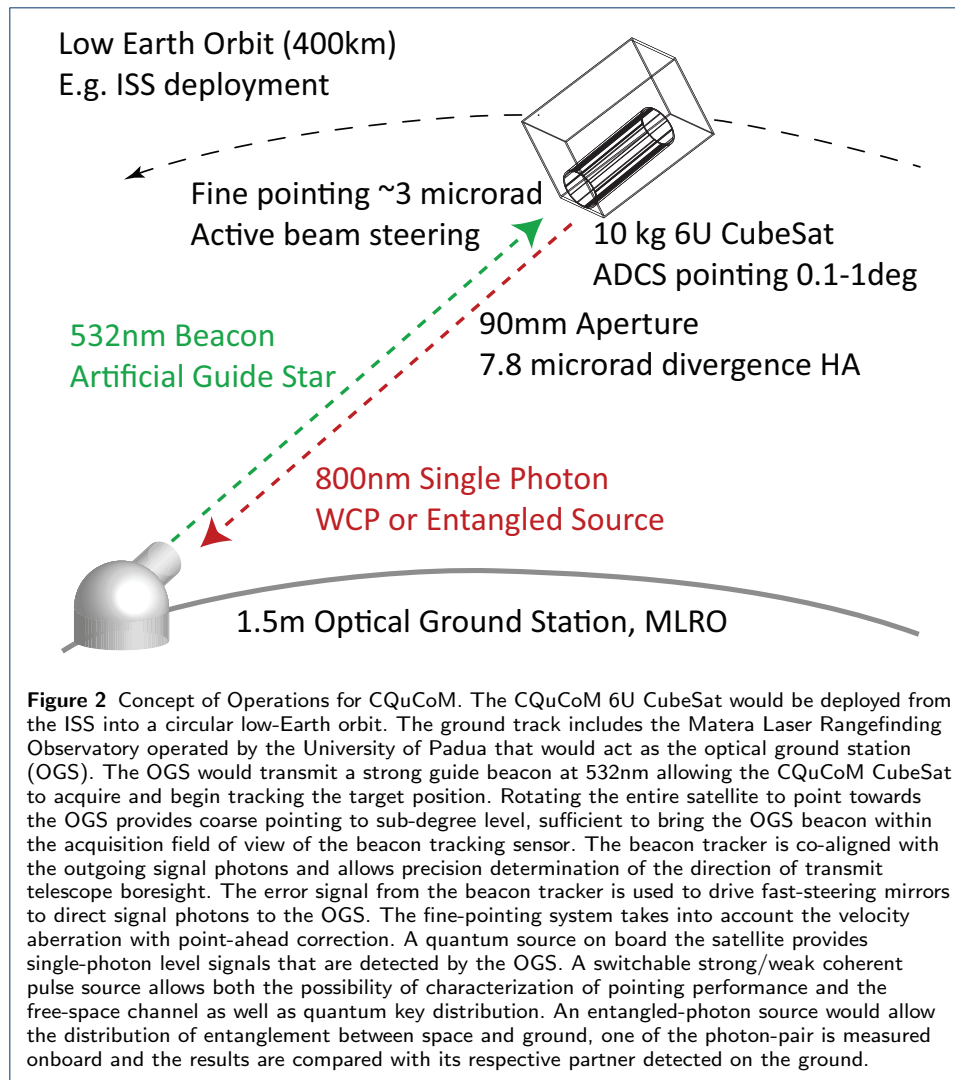 Low Earth Orbit (400km)
E.g. ISS deployment
Fine pointing ~3 microrad
Active beam steering
10 kg 6U CubeSat
ADCS pointing 0.1-1deg
90mm Aperture
7.8 microrad divergence HA
532nm Beacon
Artificial Guide Star
800nm Single Photon
WCP or Entangled Source
1.5m Optical Ground Station, MLRO
Figure 2 Concept of Operations for CQuCoM. The CQuCoM 6U CubeSat would be deployed from
the ISS into a circular low-Earth orbit. The ground track includes the Matera Laser Rangefinding
Observatory operated by the University of Padua that would act as the optical ground station
(OGS). The OGS would transmit a strong guide beacon at 532nm allowing the CQuCoM CubeSat
to acquire and begin tracking the target position. Rotating the entire satellite to point towards
the OGS provides coarse pointing to sub-degree level, sufficient to bring the OGS beacon within
the acquisition field of view of the beacon tracking sensor. The beacon tracker is co-aligned with
the outgoing signal photons and allows precision determination of the direction of transmit
telescope boresight. The error signal from the beacon tracker is used to drive fast-steering mirrors
to direct signal photons to the OGS. The fine-pointing system takes into account the velocity
aberration with point-ahead correction. A quantum source on board the satellite provides
single-photon level signals that are detected by the OGS. A switchable strong/weak coherent
pulse source allows both the possibility of characterization of pointing performance and the
free-space channel as well as quantum key distribution. An entangled-photon source would allow
the distribution of entanglement between space and ground, one of the photon-pair is measured
onboard and the results are compared with its respective partner detected on the ground.